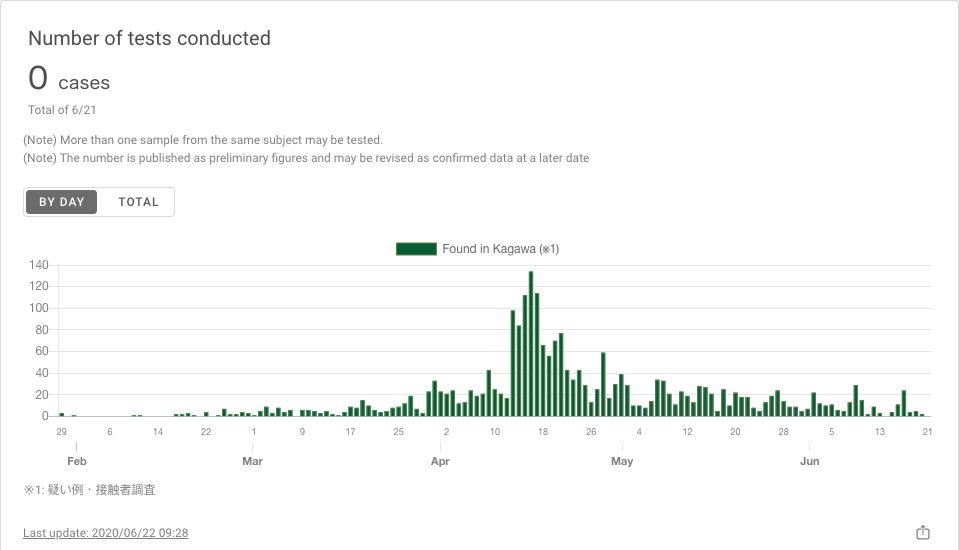 Number of tests conducted
0 cases
Total of 6/21
(Note) More than one sample from the same subject may be tested.
(Note) The number is published as preliminary figures and may be revised as confirmed data at a later date
BY DAY TOTAL
Found in Kagawa (※1)
140
120
100
80
60
40
20
0
29 6 14 22 1 9 17 25 2 10 18 26 4 12 20 28 5 13 21
Feb Mar Apr May Jun
※1: 疑い例・接触者調査
Last update: 2020/06/22 09:28